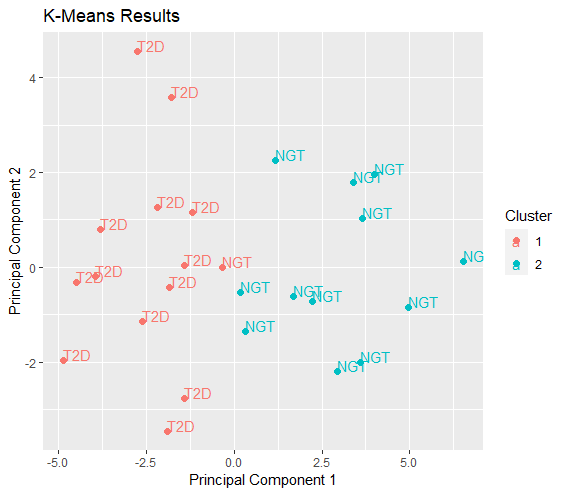 K-Means Results
T2D
T2D
4
NGT
NGT
NGT
2
T2D
T2D
NGT
T2D
Cluster
1
2
NG
T2D
NGT
0
T2D
T2D
T2D
NGT
NGT
NGT
NGT
T2D
NGT
-2
T2D
NGT
NGT
T2D
T2D
Principal Component 2
-5.0 -2.5 0.0 2.5 5.0
Principal Component 1